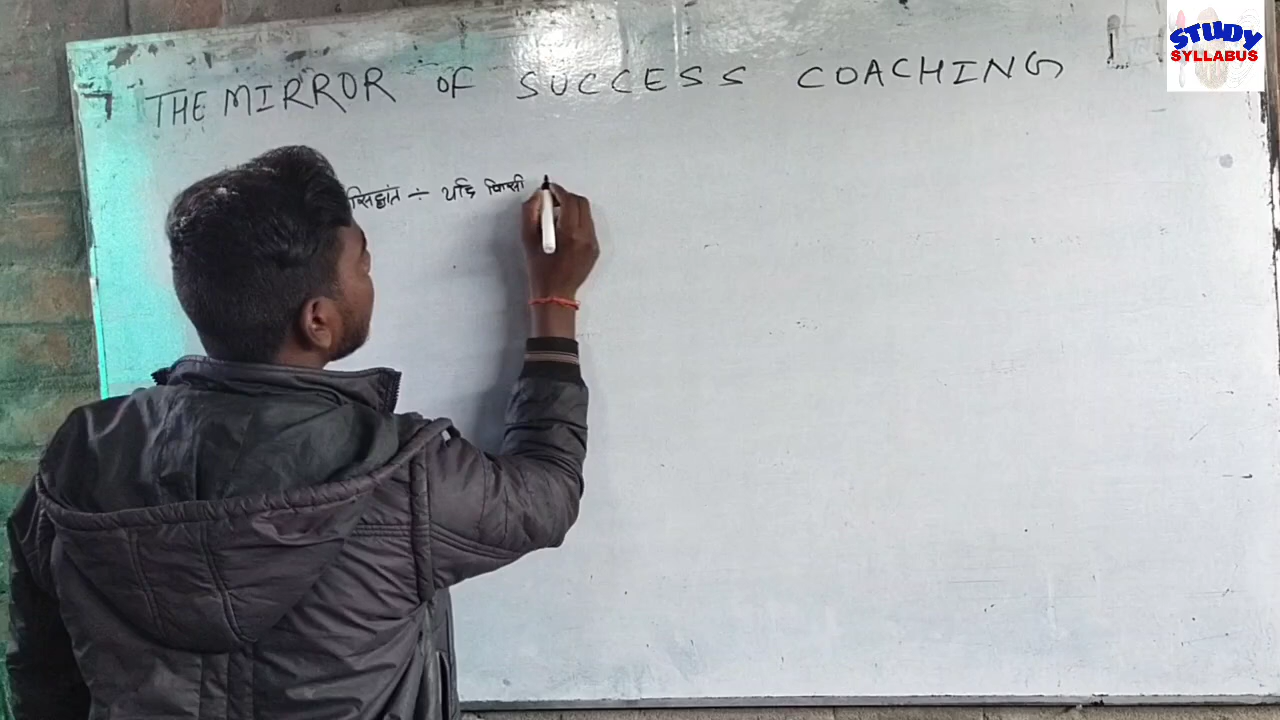 THE MIRROR OF SUCCESS COACHING
STUDY
SYLLABUS
सिद्धांत ÷ यदि किसी